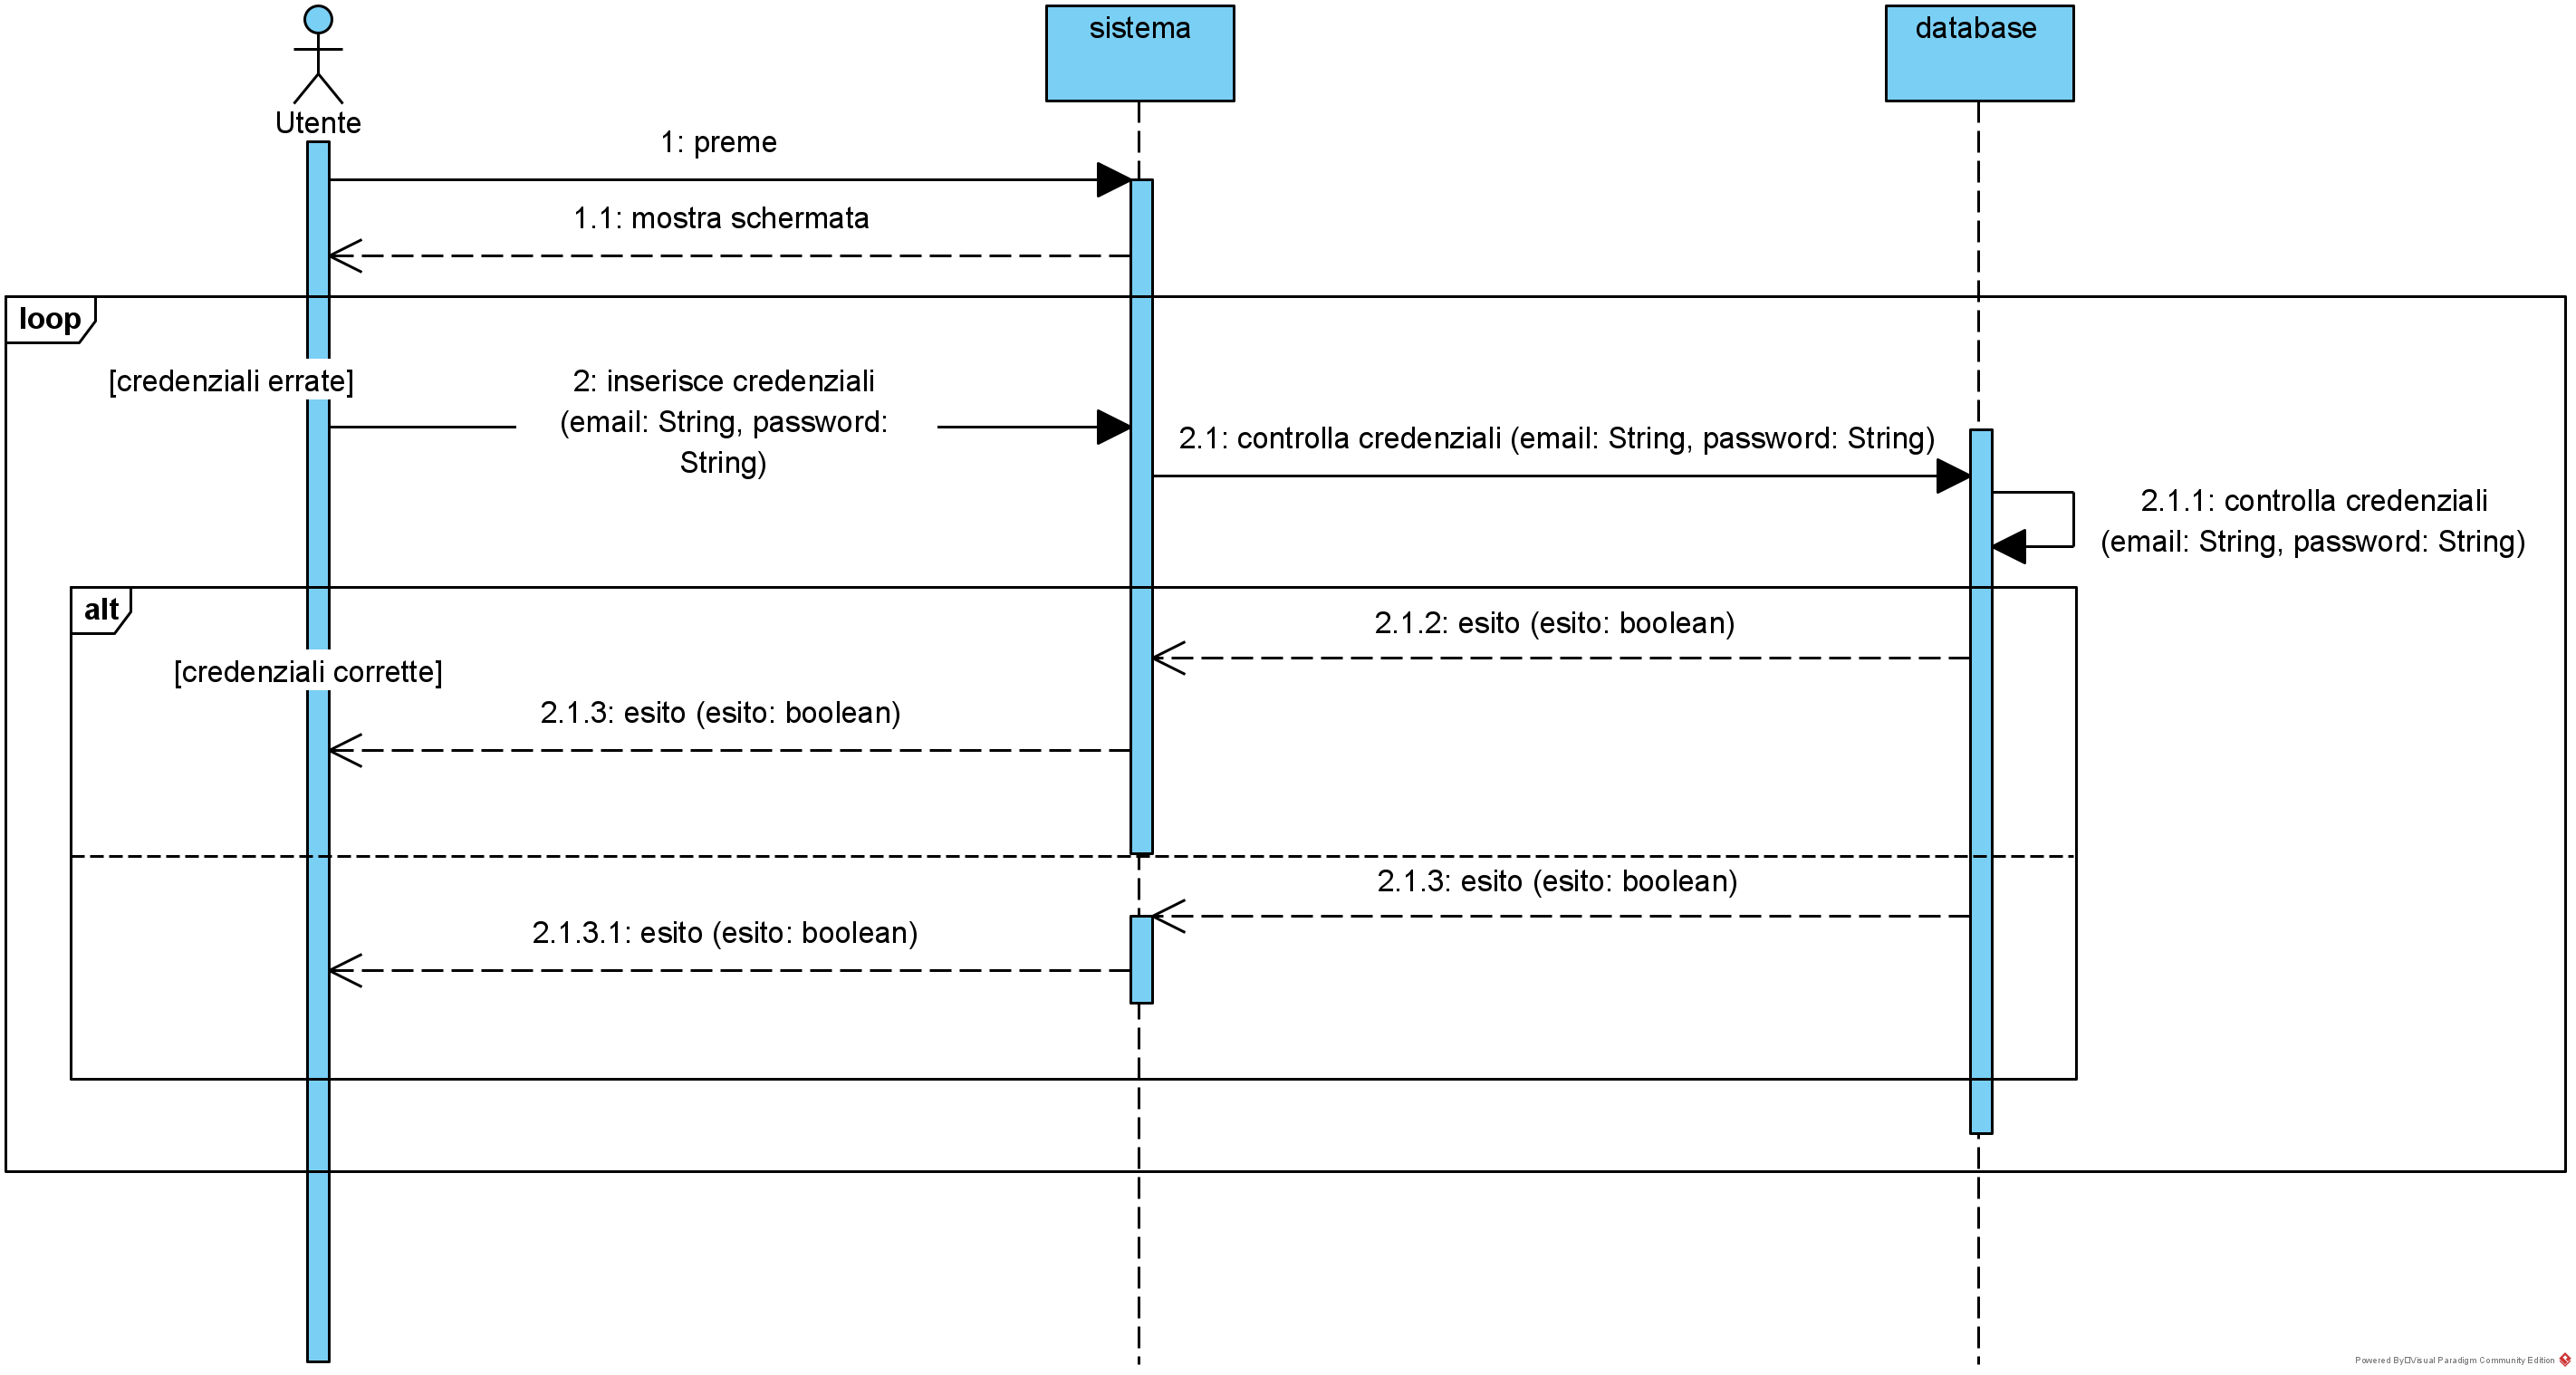 sistema
database
Utente
1: preme
1.1: mostra schermata
loop
[credenziali errate]
2: inserisce credenziali
(email: String, password:
String)
2.1: controlla credenziali (email: String, password: String)
2.1.1: controlla credenziali
(email: String, password: String)
alt
2.1.2: esito (esito: boolean)
[credenziali corrette]
2.1.3: esito (esito: boolean)
2.1.3: esito (esito: boolean)
2.1.3.1: esito (esito: boolean)
Powered By□Visual Paradigm Community Edition